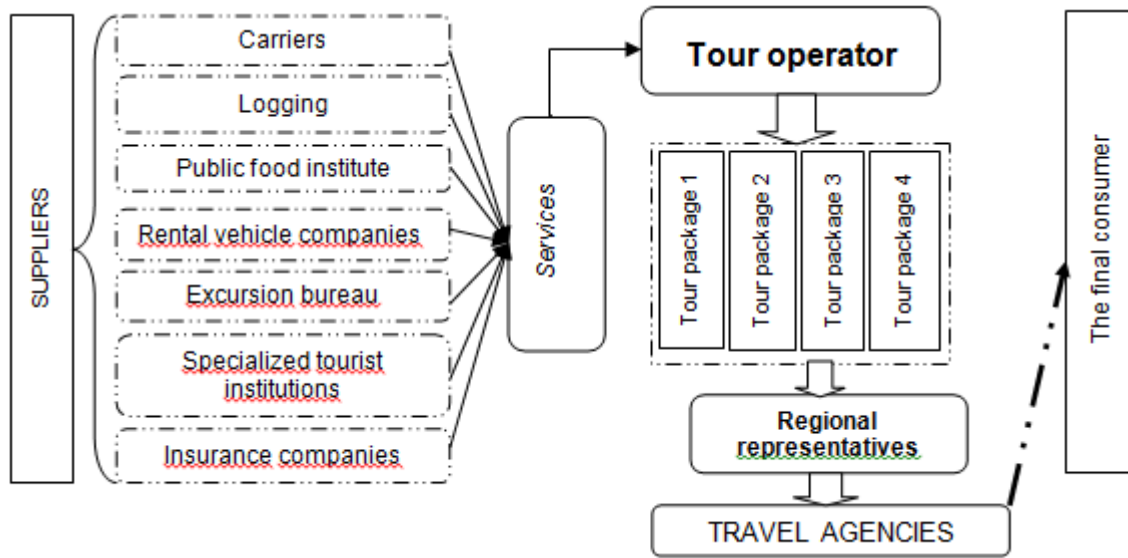 SUPPLIERS
Carriers
Logging
Public food institute
Rental vehicle companies
Excursion bureau
Specialized tourist
institutions
Insurance companies
Services
Tour operator
Tour package 1
Tour package 2
Tour package 3
Tour package 4
Regional
representatives
TRAVEL AGENCIES
The final consumer